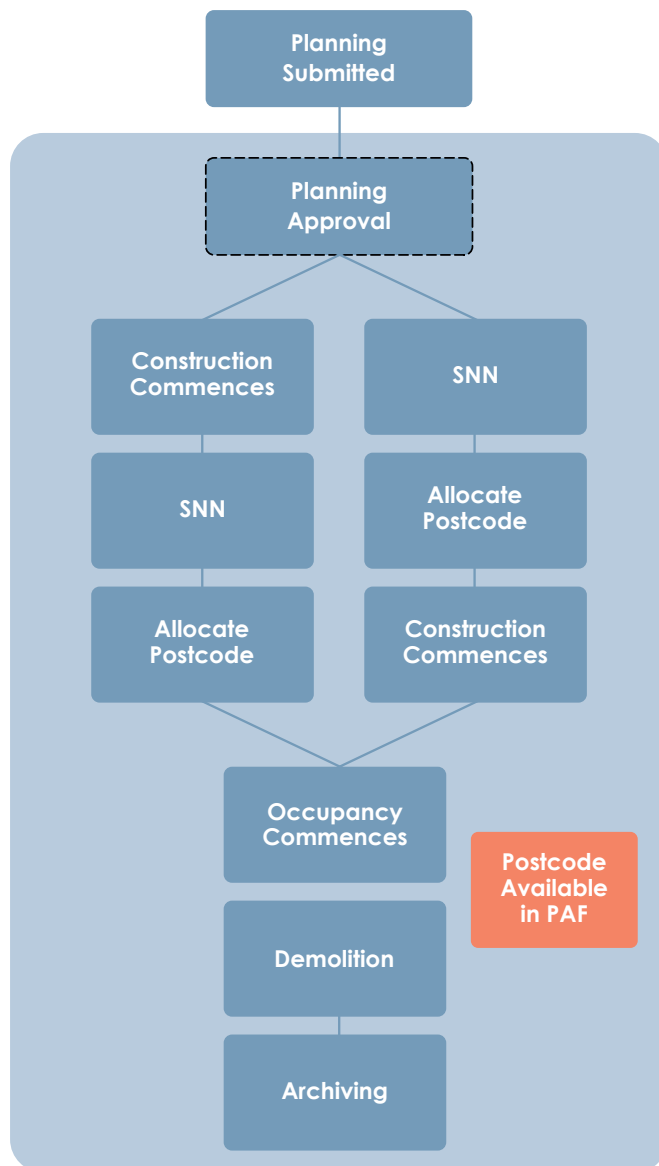 Planning
Submitted
Planning
Approval
Construction
Commences
SNN
SNN
Allocate
Postcode
Allocate
Postcode
Construction
Commences
Occupancy
Commences
Postcode
Available
in PAF
Demolition
Archiving